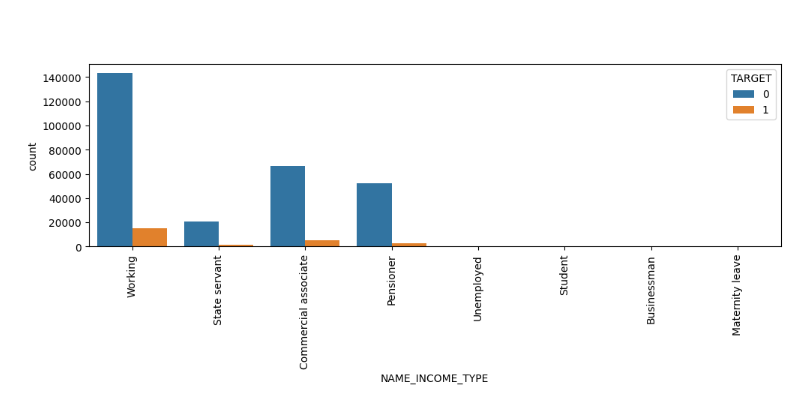 140000
120000
100000
80000
60000
40000
20000
0
count
TARGET
0
1
Working
State servant
Commercial associate
Pensioner
Unemployed
Student
Businessman
Maternity leave
NAME_INCOME_TYPE